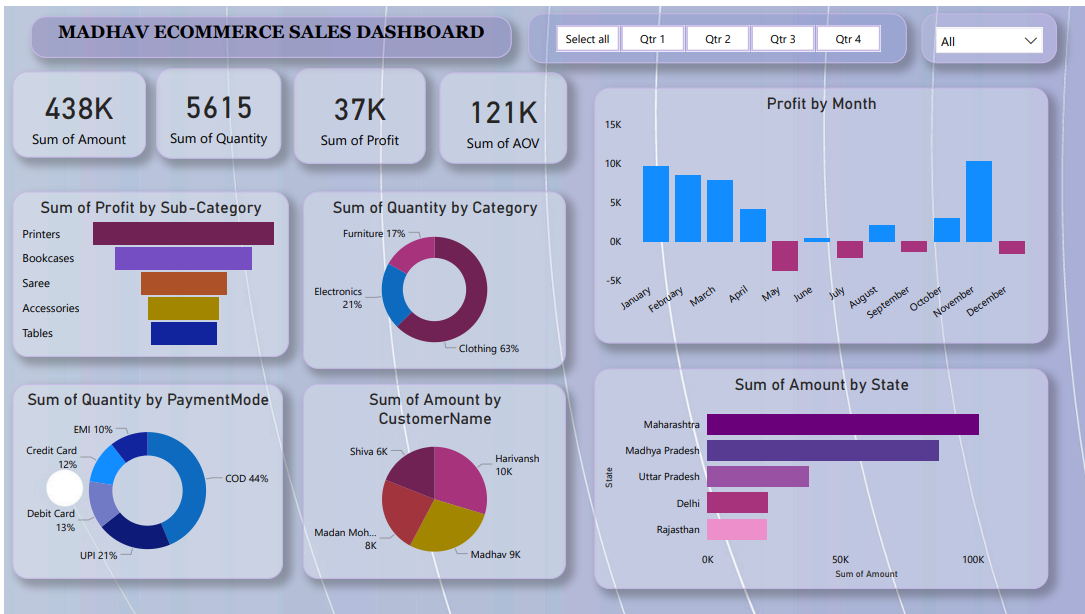 MADHAV ECOMMERCE SALES DASHBOARD
Select all
Qtr 1
Qtr 2
Qtr 3
Qtr 4
All
438K
Sum of Amount
5615
Sum of Quantity
37K
Sum of Profit
121K
Sum of AOV
Profit by Month
15K
10K
5K
0K
-5K
January
February
March
April
May
June
July
August
September
October
November
December
Sum of Profit by Sub-Category
Printers
Bookcases
Saree
Accessories
Tables
Sum of Quantity by Category
Furniture 17%
Electronics
21%
Clothing 63%
Sum of Quantity by PaymentMode
EMI 10%
Credit Card
12%
COD 44%
Debit Card
13%
UPI 21%
Sum of Amount by
CustomerName
Shiva 6K
Harivansh
10K
Madan Moh...
8K
Madhav 9K
Sum of Amount by State
State
Maharashtra
Madhya Pradesh
Uttar Pradesh
Delhi
Rajasthan
0K
50K
100K
Sum of Amount